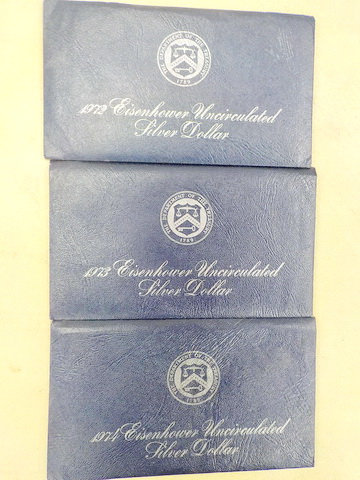 THE DEPARTMENT OF THE TREASURY
1789
1972 Eisenhower Uncirculated
Silver Dollar
THE DEPARTMENT OF THE TREASURY
1789
1973 Eisenhower Uncirculated
Silver Dollar
THE DEPARTMENT OF THE TREASURY
1789
1974 Eisenhower Uncirculated
Silver Dollar